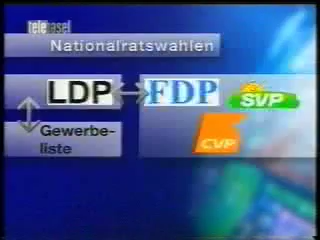 telebasel
Nationalratswahlen
LDP FDP SVP
Gewerbe-
liste
CVP